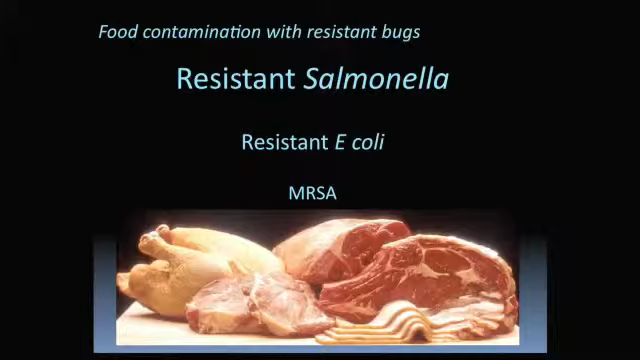 Food contamination with resistant bugs
Resistant Salmonella
Resistant E coli
MRSA